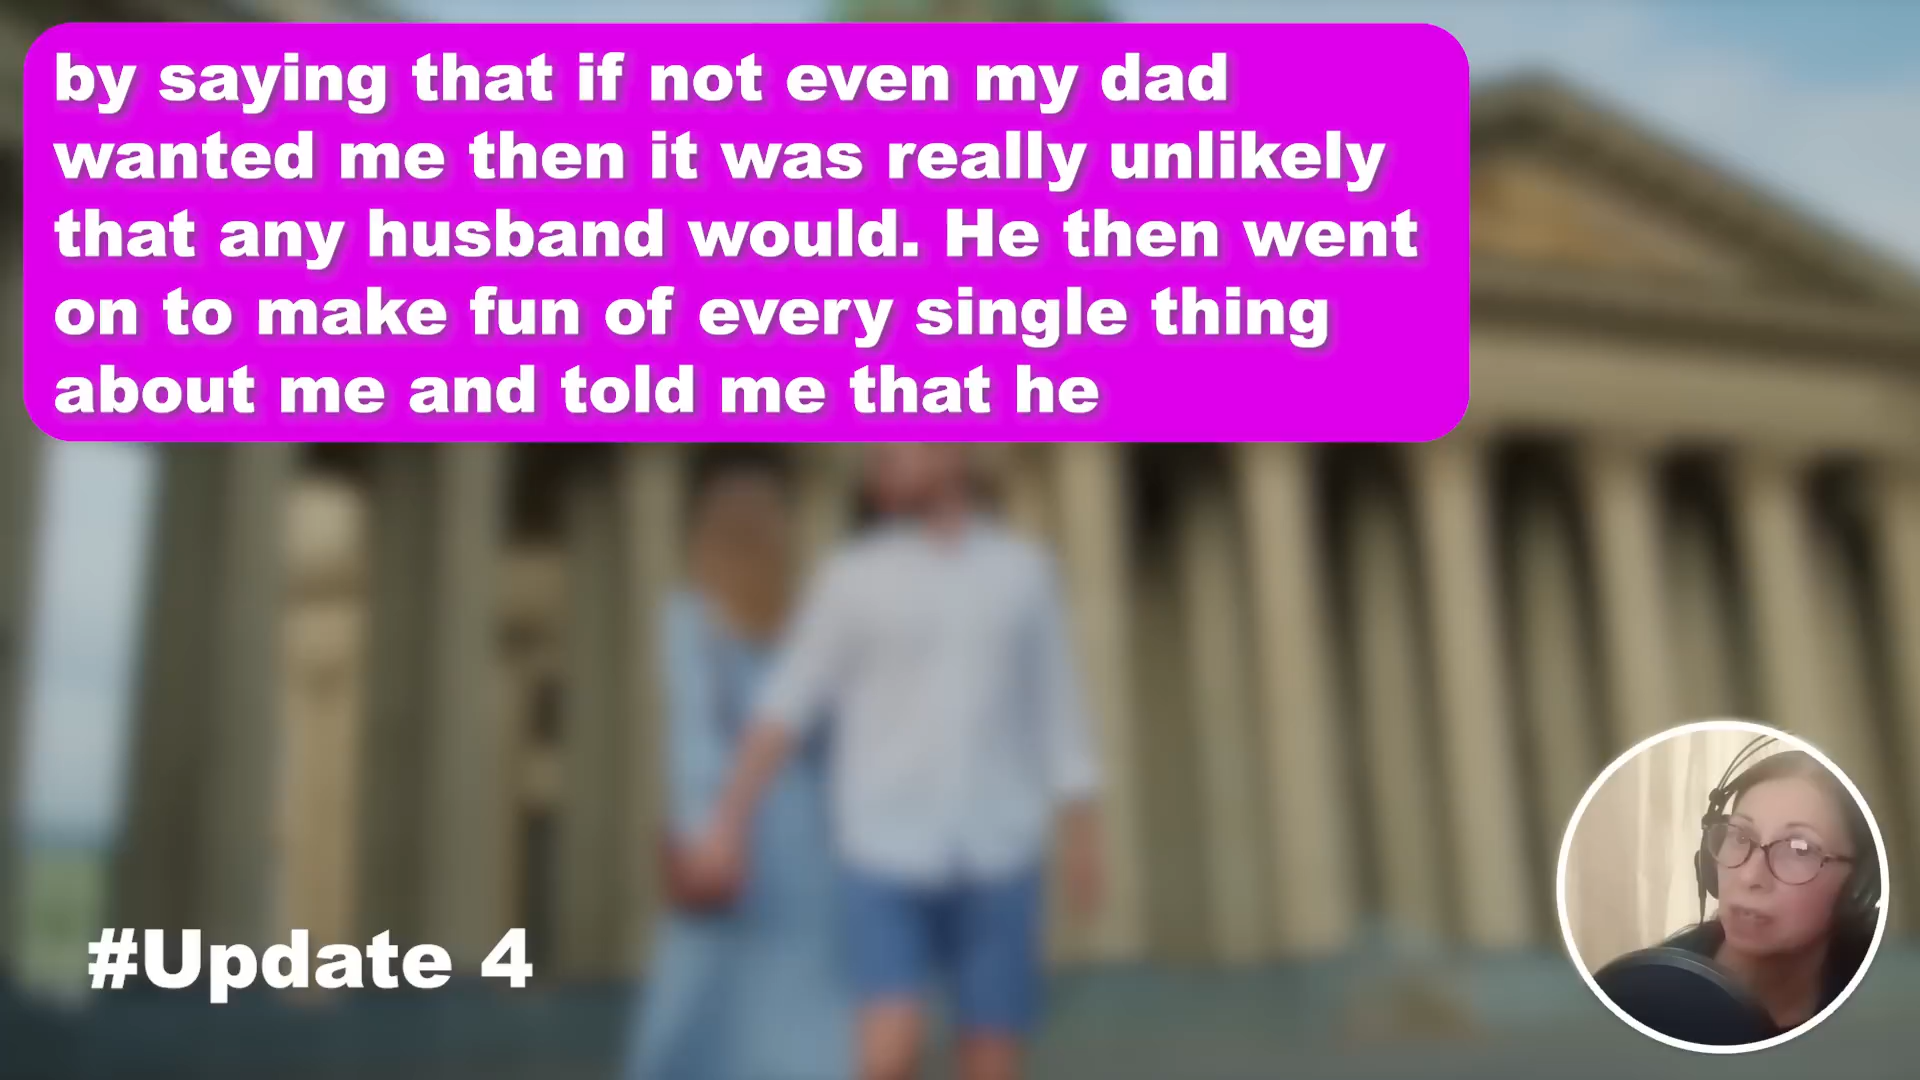 by saying that if not even my dad
wanted me then it was really unlikely
that any husband would. He then went
on to make fun of every single thing
about me and told me that he
#Update 4